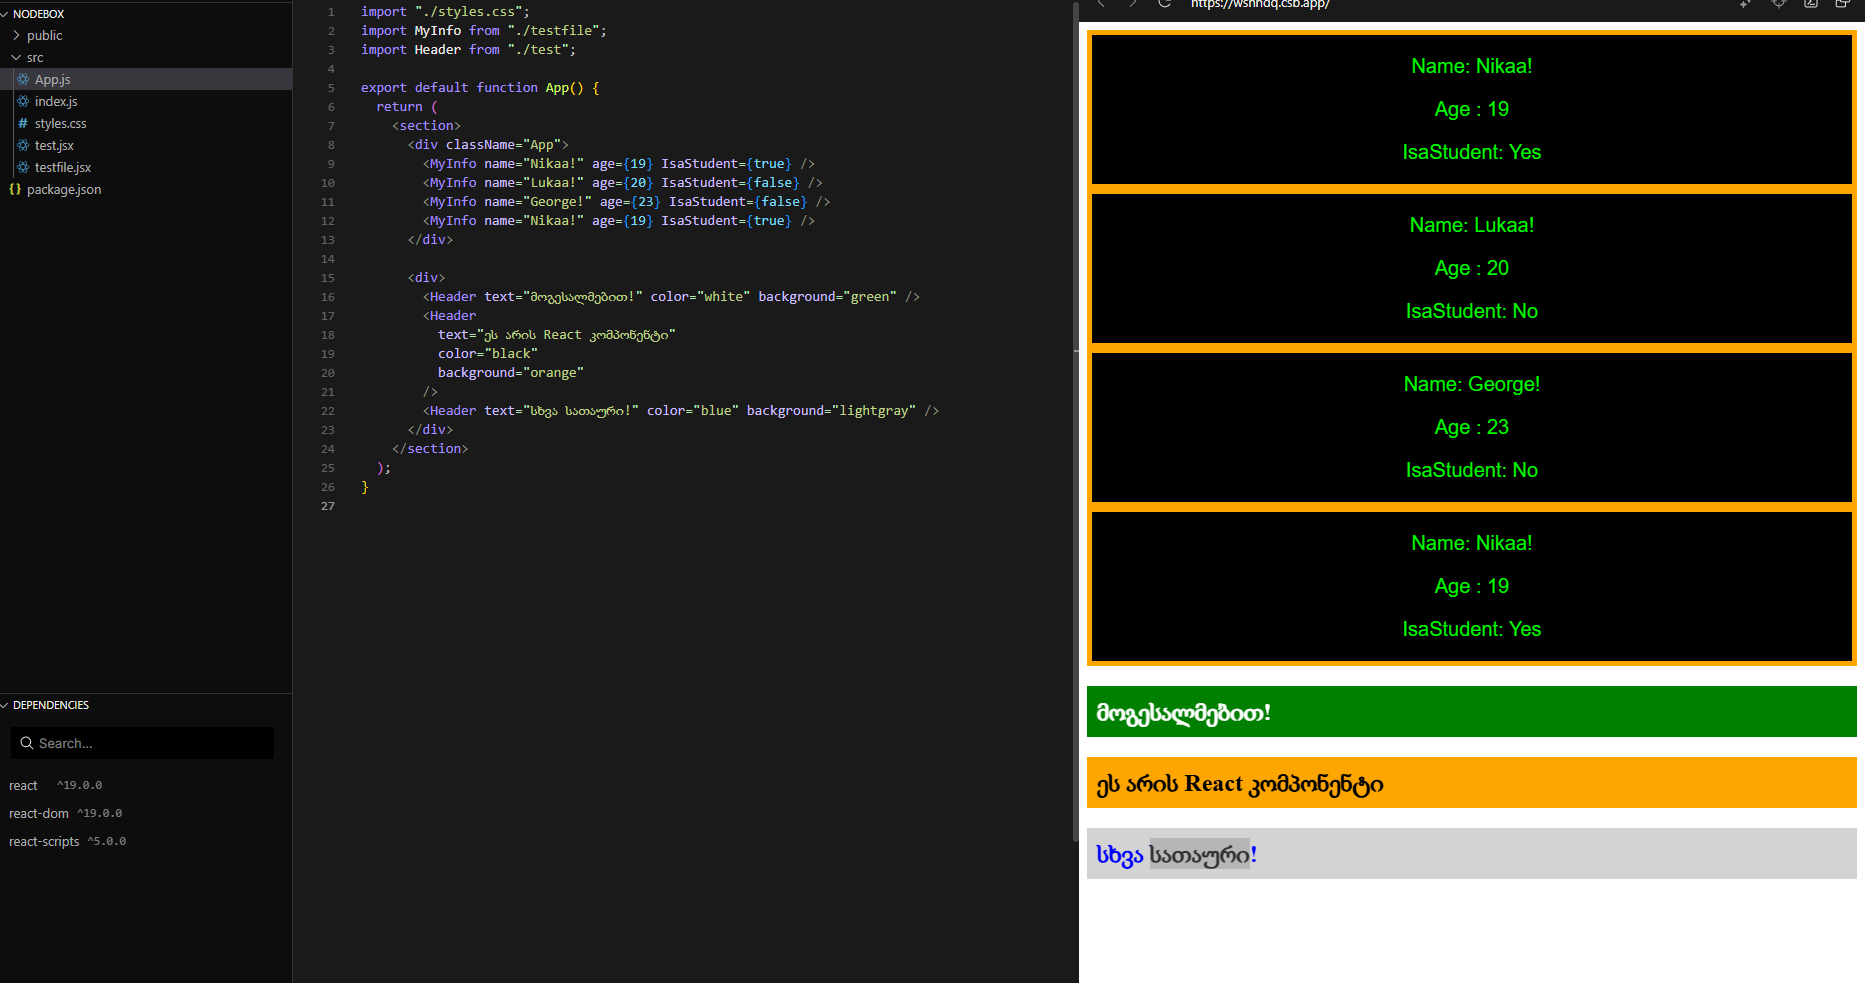 NODEBOX
public
src
App.js
index.js
styles.css
test.jsx
testfile.jsx
package.json
DEPENDENCIES
Search...
react ^19.0.0
react-dom ^19.0.0
react-scripts ^5.0.0
1 import "./styles.css";
2 import MyInfo from "./testfile";
3 import Header from "./test";
4
5 export default function App() {
6 return (
7 <section>
8 <div className="App">
9 <MyInfo name="Nikaa!" age={19} IsaStudent={true} />
10 <MyInfo name="Lukaa!" age={20} IsaStudent={false} />
11 <MyInfo name="George!" age={23} IsaStudent={false} />
12 <MyInfo name="Nikaa!" age={19} IsaStudent={true} />
13 </div>
14
15 <div>
16 <Header text="მოგესალმებით!" color="white" background="green" />
17 <Header
18 text="ეს არის React კომპონენტი"
19 color="black"
20 background="orange"
21 />
22 <Header text="სხვა სათაური!" color="blue" background="lightgray" />
23 </div>
24 </section>
25 );
26 }
27
Name: Nikaa!
Age : 19
IsaStudent: Yes
Name: Lukaa!
Age : 20
IsaStudent: No
Name: George!
Age : 23
IsaStudent: No
Name: Nikaa!
Age : 19
IsaStudent: Yes
მოგესალმებით!
ეს არის React კომპონენტი
სხვა სათაური!